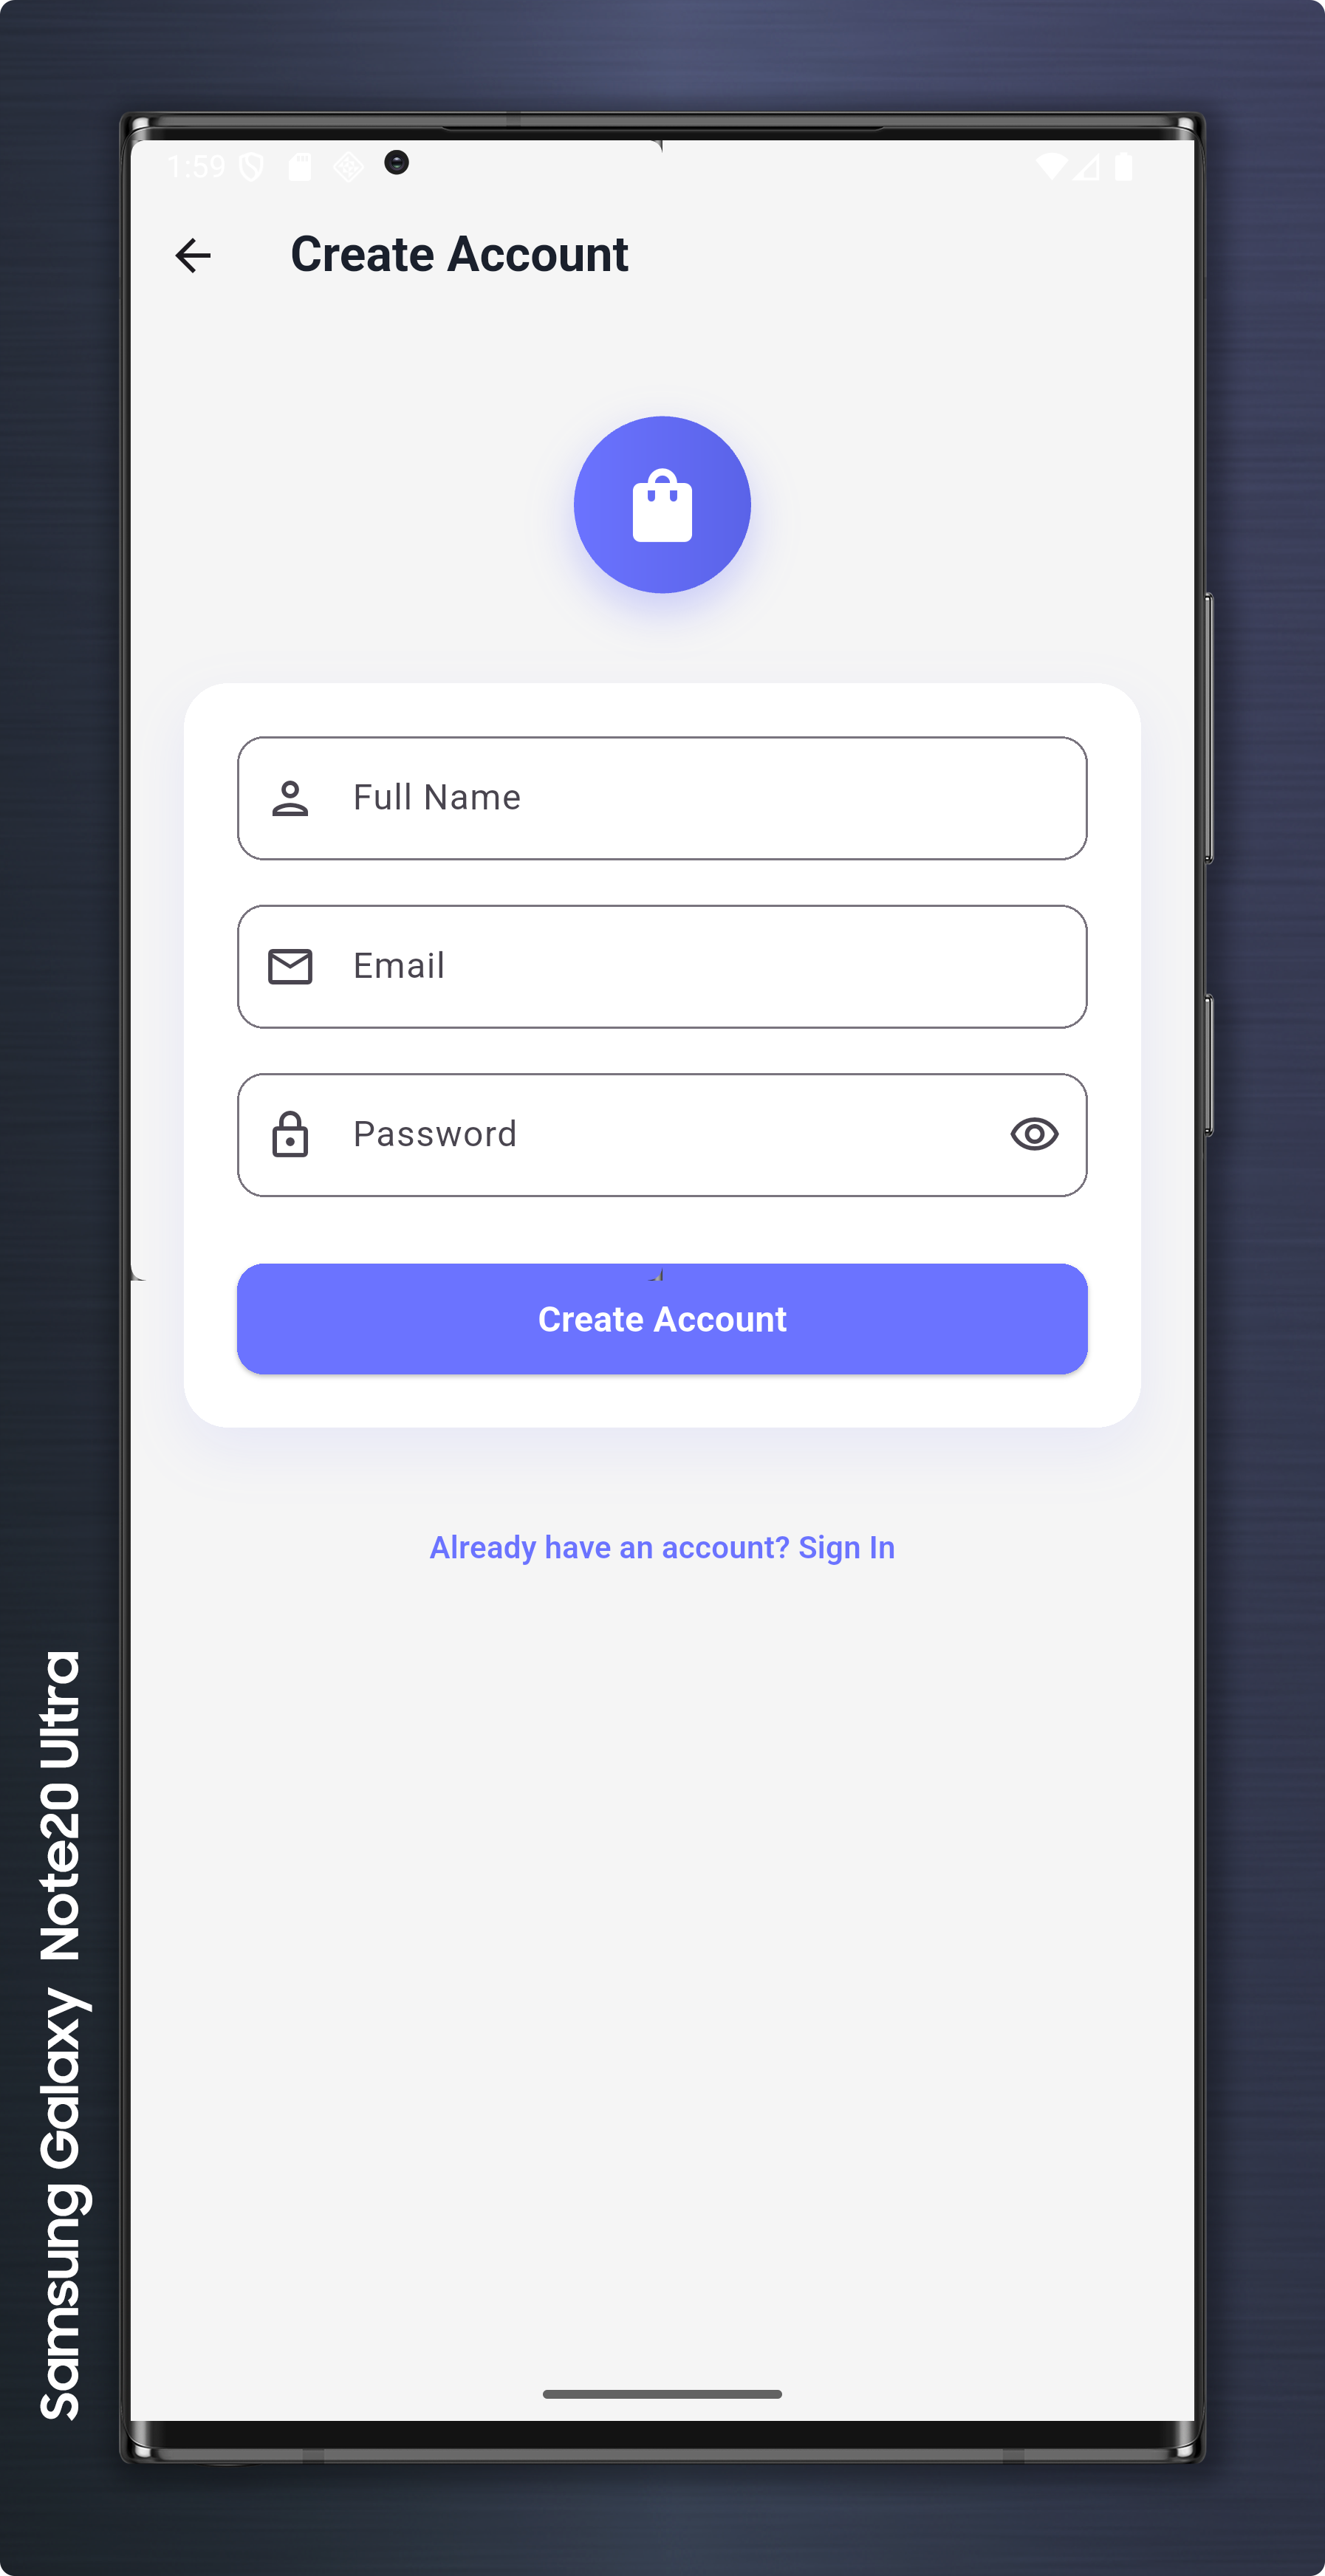 1:59
Create Account
Full Name
Email
Password
Create Account
Already have an account? Sign In
Samsung Galaxy Note20 Ultra